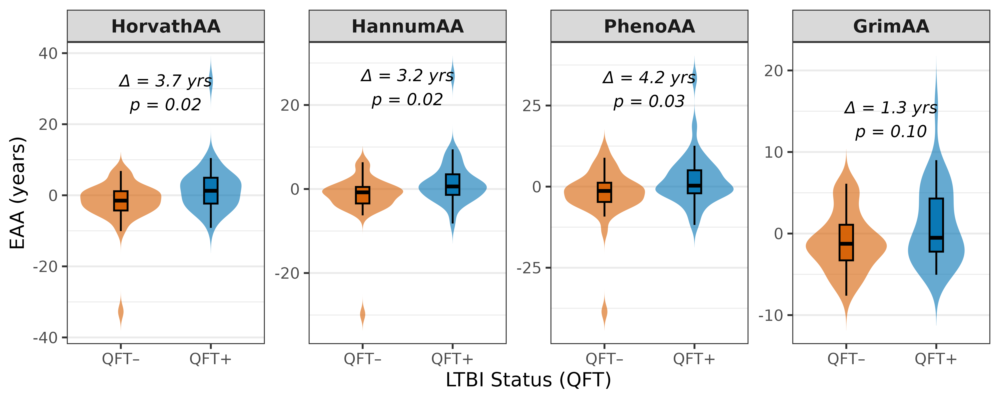 HorvathAA
HannumAA
PhenoAA
GrimAA
EAA (years)
40
20
0
-20
-40
Δ = 3.7 yrs
p = 0.02
QFT–
QFT+
20
0
-20
Δ = 3.2 yrs
p = 0.02
QFT–
QFT+
25
0
-25
Δ = 4.2 yrs
p = 0.03
QFT–
QFT+
20
10
0
-10
Δ = 1.3 yrs
p = 0.10
QFT–
QFT+
LTBI Status (QFT)